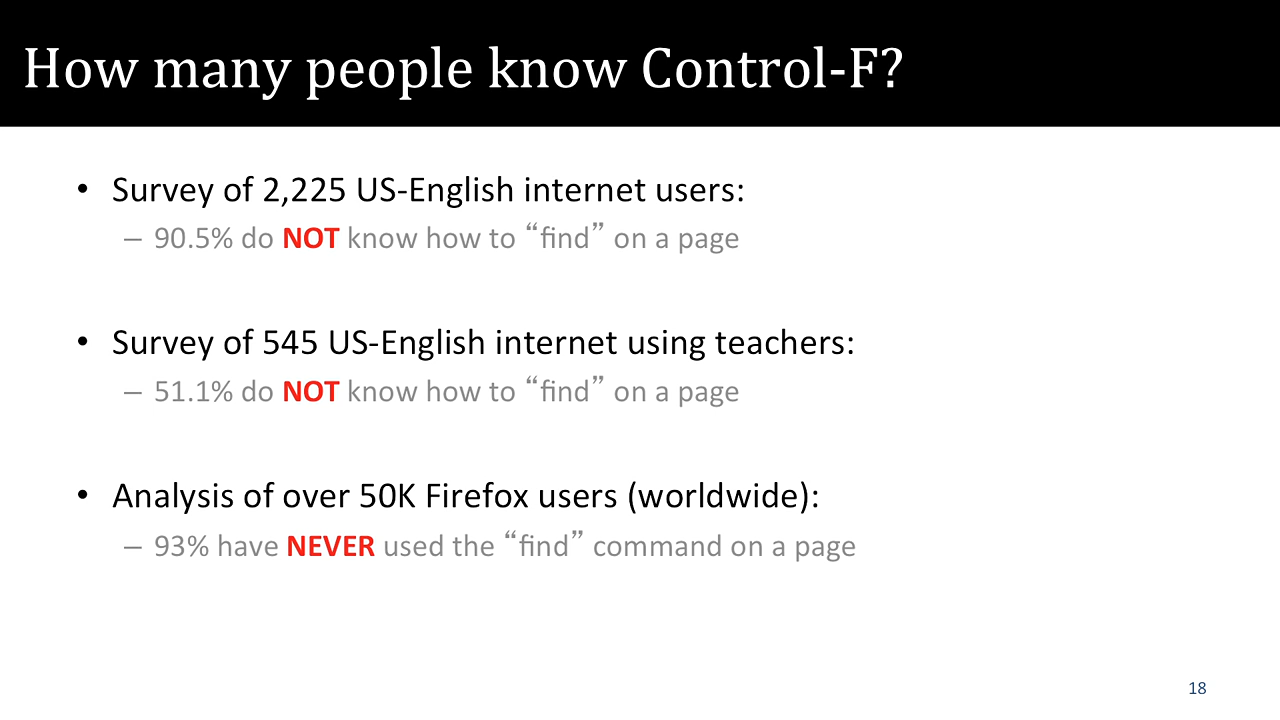 How many people know Control-F?
• Survey of 2,225 US-English internet users:
– 90.5% do NOT know how to “find” on a page
• Survey of 545 US-English internet using teachers:
– 51.1% do NOT know how to “find” on a page
• Analysis of over 50K Firefox users (worldwide):
– 93% have NEVER used the “find” command on a page
18